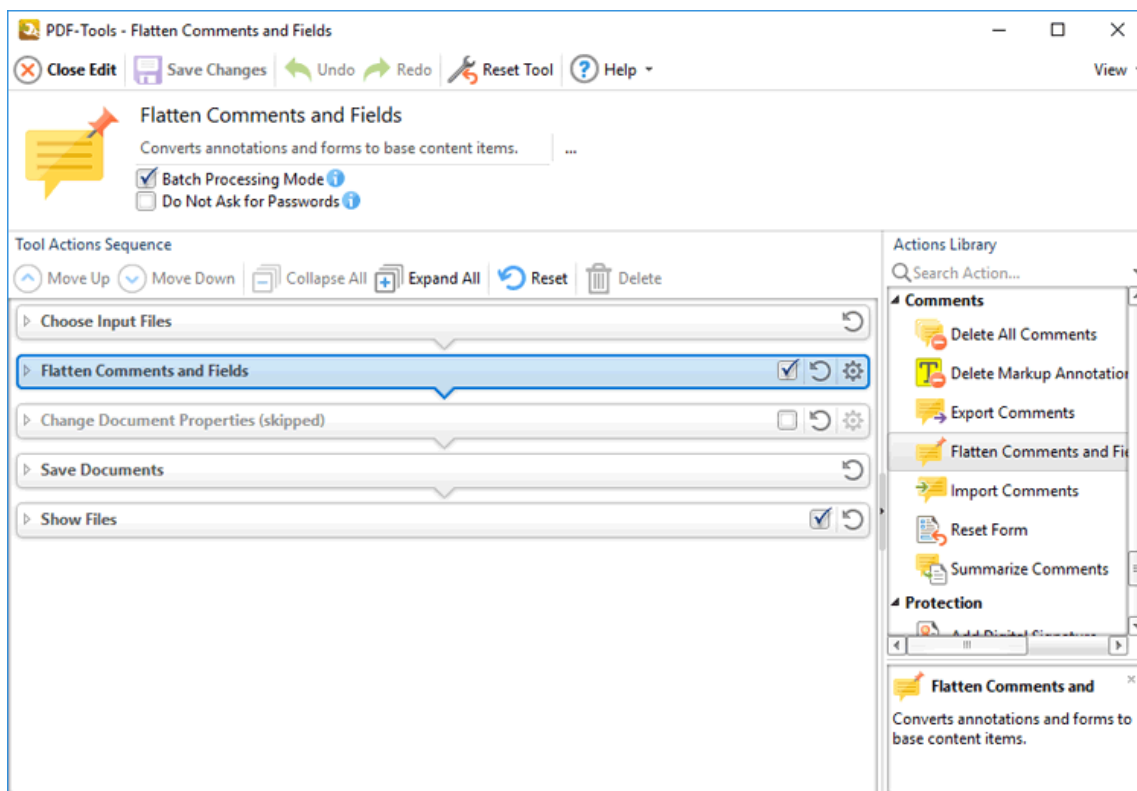 PDF-Tools - Flatten Comments and Fields
Close Edit Save Changes Undo Redo Reset Tool Help View
Flatten Comments and Fields
Converts annotations and forms to base content items. ...
Batch Processing Mode
Do Not Ask for Passwords
Tool Actions Sequence
Move Up Move Down Collapse All Expand All Reset Delete
Choose Input Files
Flatten Comments and Fields
Change Document Properties (skipped)
Save Documents
Show Files
Actions Library
Search Action...
Comments
Delete All Comments
Delete Markup Annotation
Export Comments
Flatten Comments and Fie
Import Comments
Reset Form
Summarize Comments
Protection
Add Digital Signature
Flatten Comments and
Converts annotations and forms to
base content items.